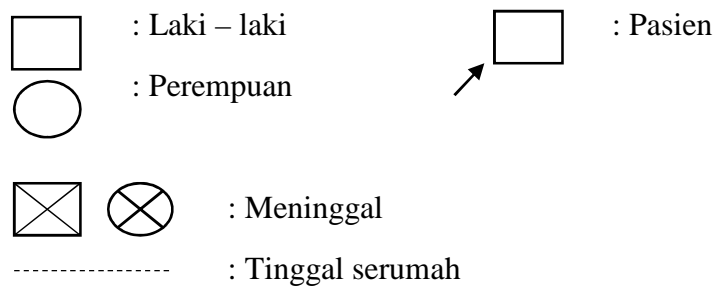 : Laki – laki
: Pasien
: Perempuan
: Meninggal
: Tinggal serumah